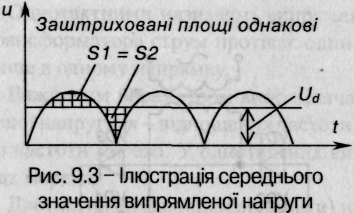 u
Заштриховані площі однакові
S1 = S2
Ud
t
Рис. 9.3 – Ілюстрація середнього
значення випрямленої напруги